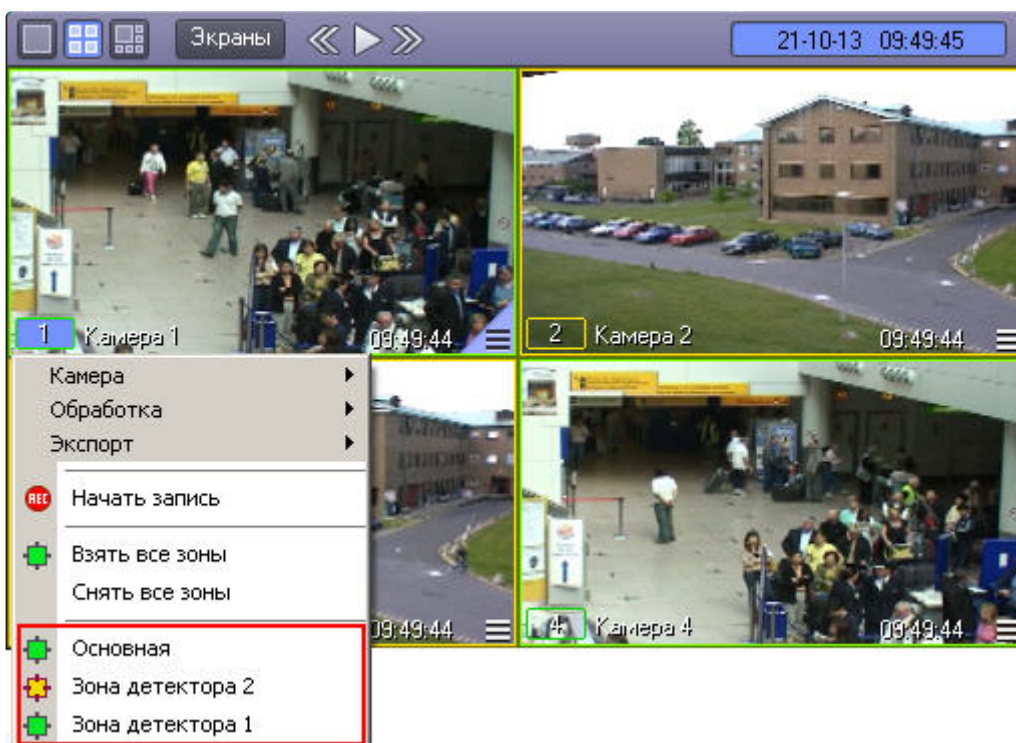 Экраны
21-10-13 09:49:45
1 Камера 1 09:49:44
2 Камера 2 09:49:44
Камера
Обработка
Экспорт
REC Начать запись
Взять все зоны
Снять все зоны
09:49:44
4 Камера 4 09:49:44
Основная
Зона детектора 2
Зона детектора 1